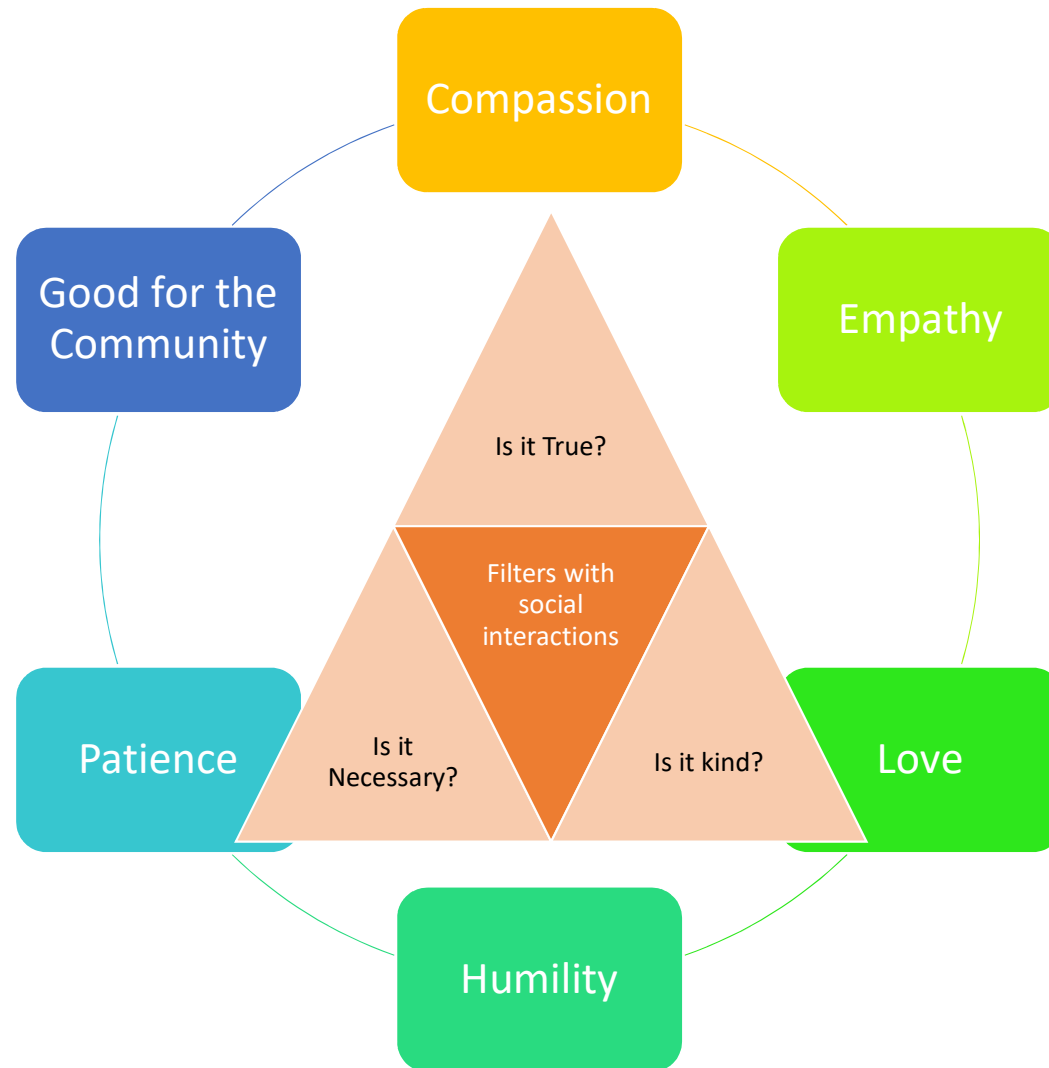 Compassion
Good for the
Community
Empathy
Is it True?
Filters with
social
interactions
Patience
Is it
Necessary?
Is it kind?
Love
Humility